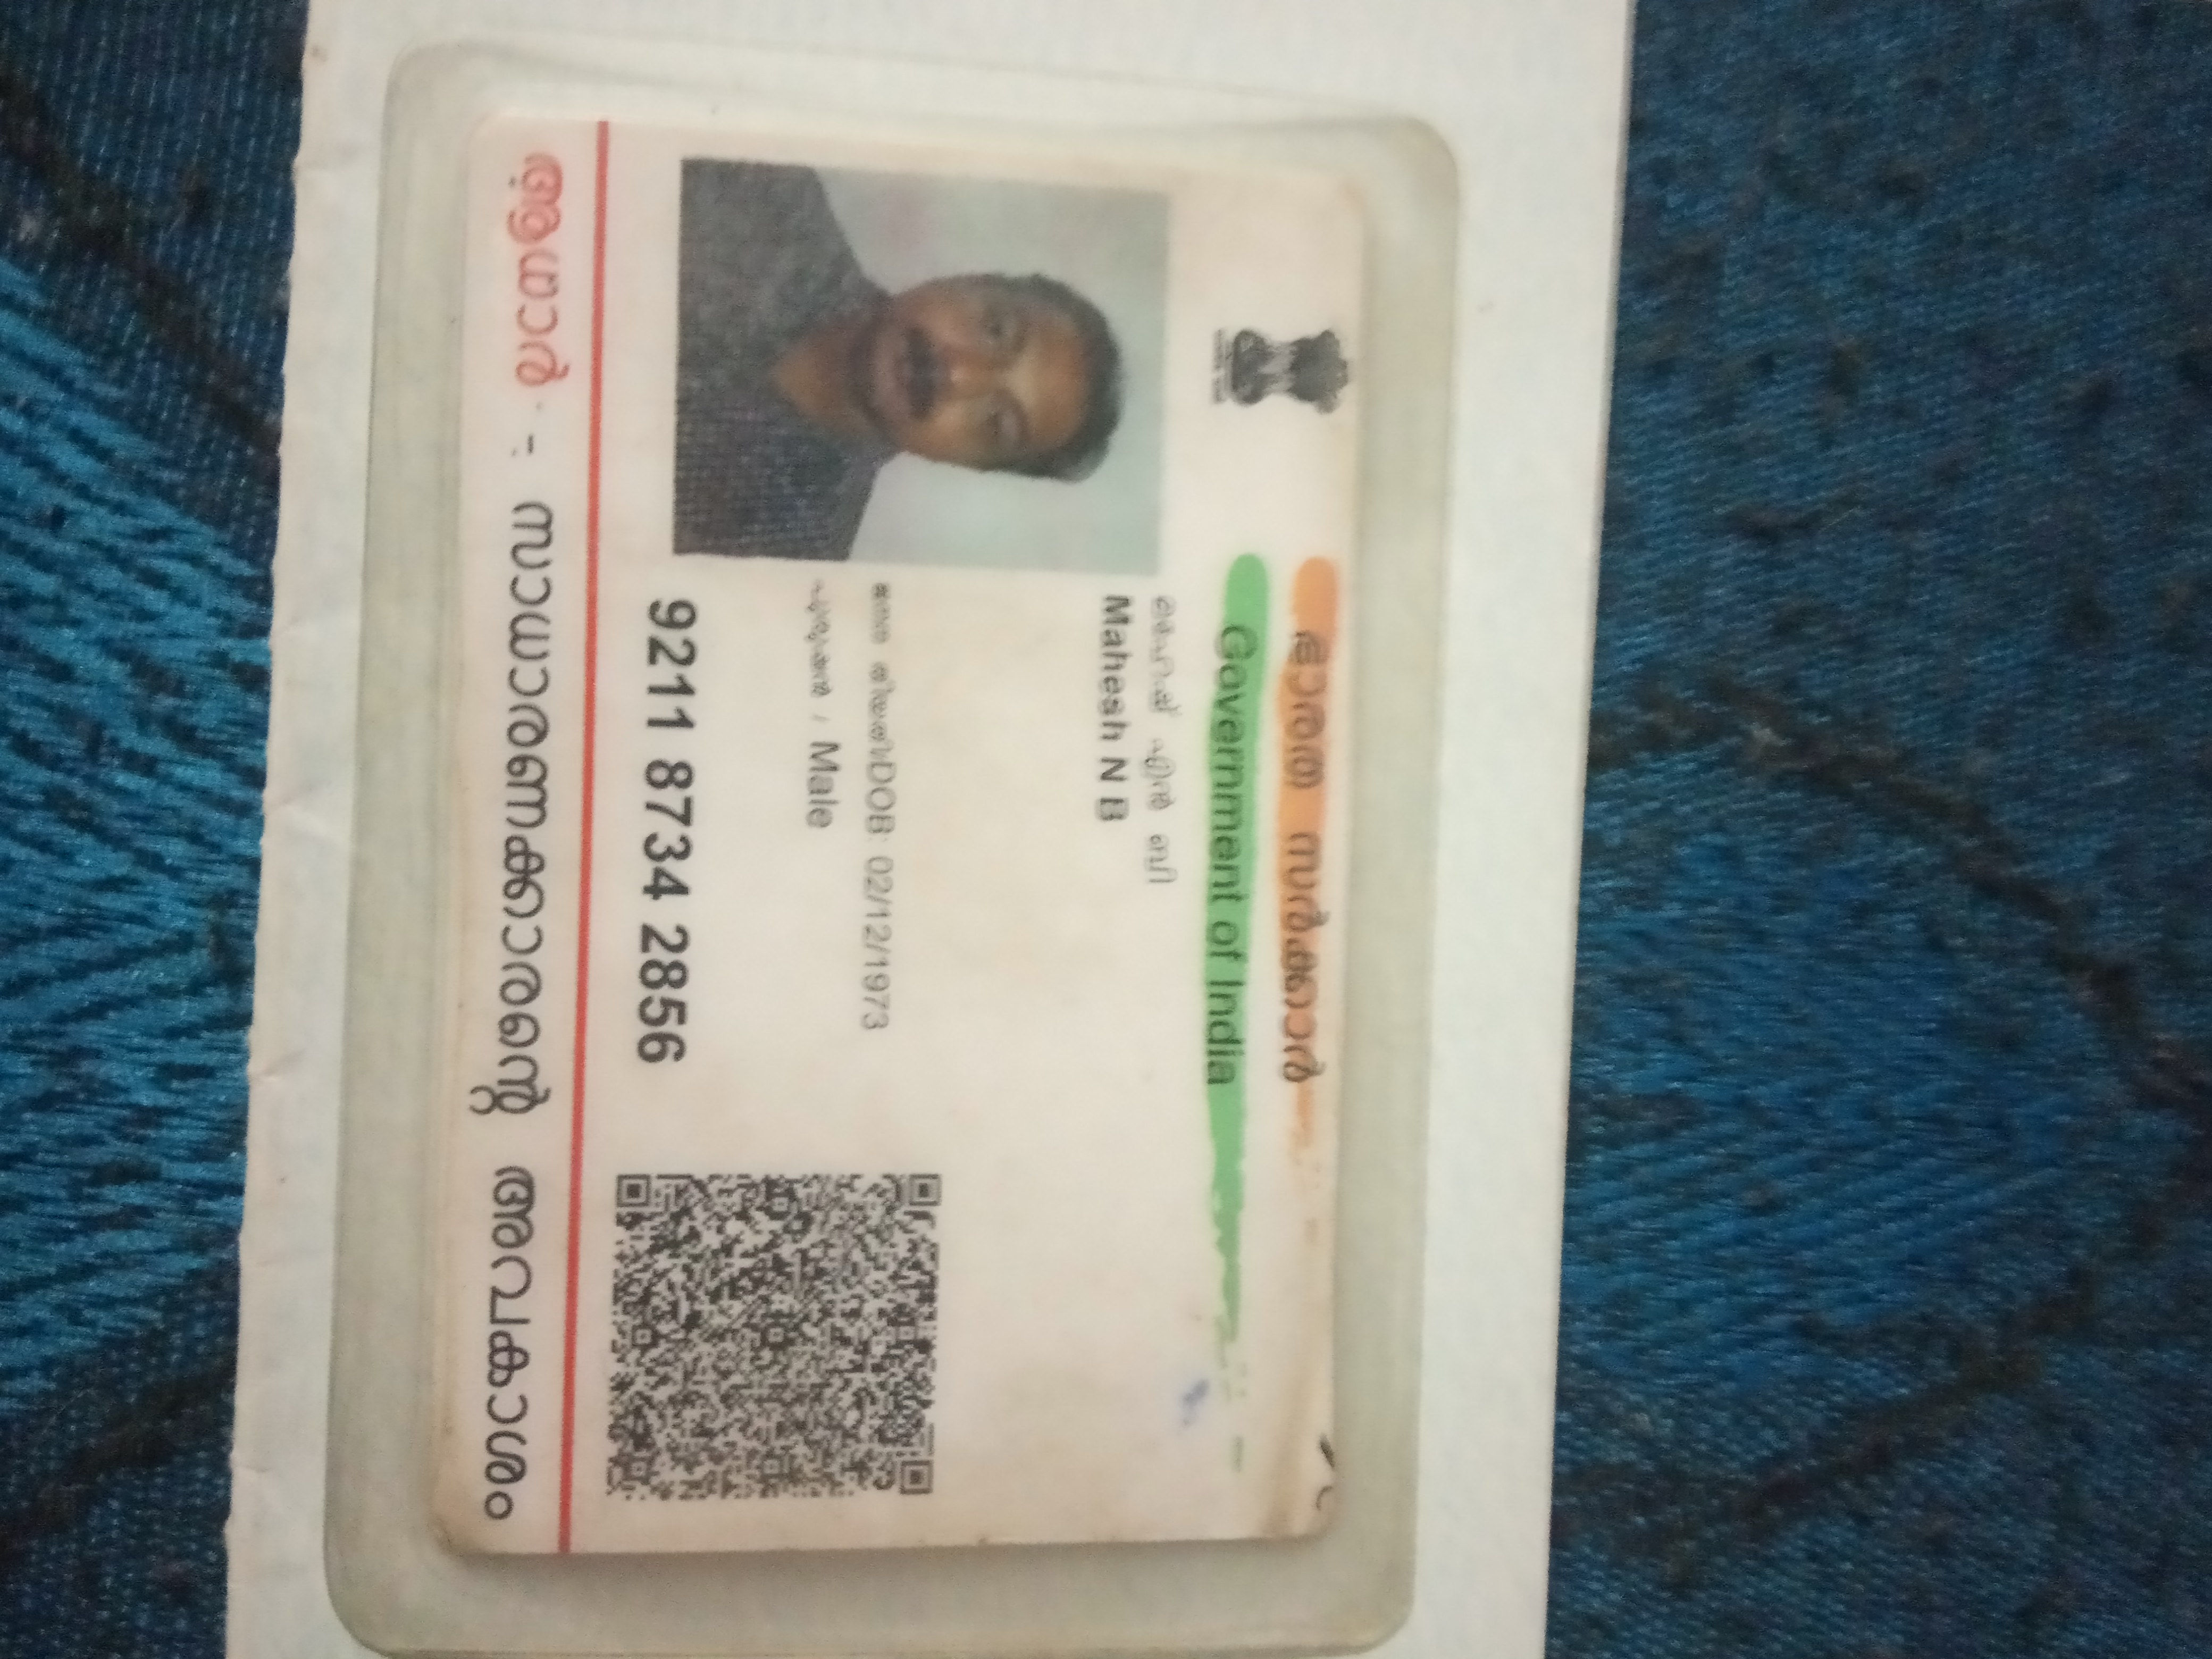 ഭാരത സർക്കാർ
Government of India
മഹേഷ് എൻ ബി
Mahesh N B
ജനന തീയതി/DOB: 02/12/1973
പുരുഷൻ / Male
9211 8734 2856
ആധാർ - സാധാരണക്കാരന്റെ അവകാശം